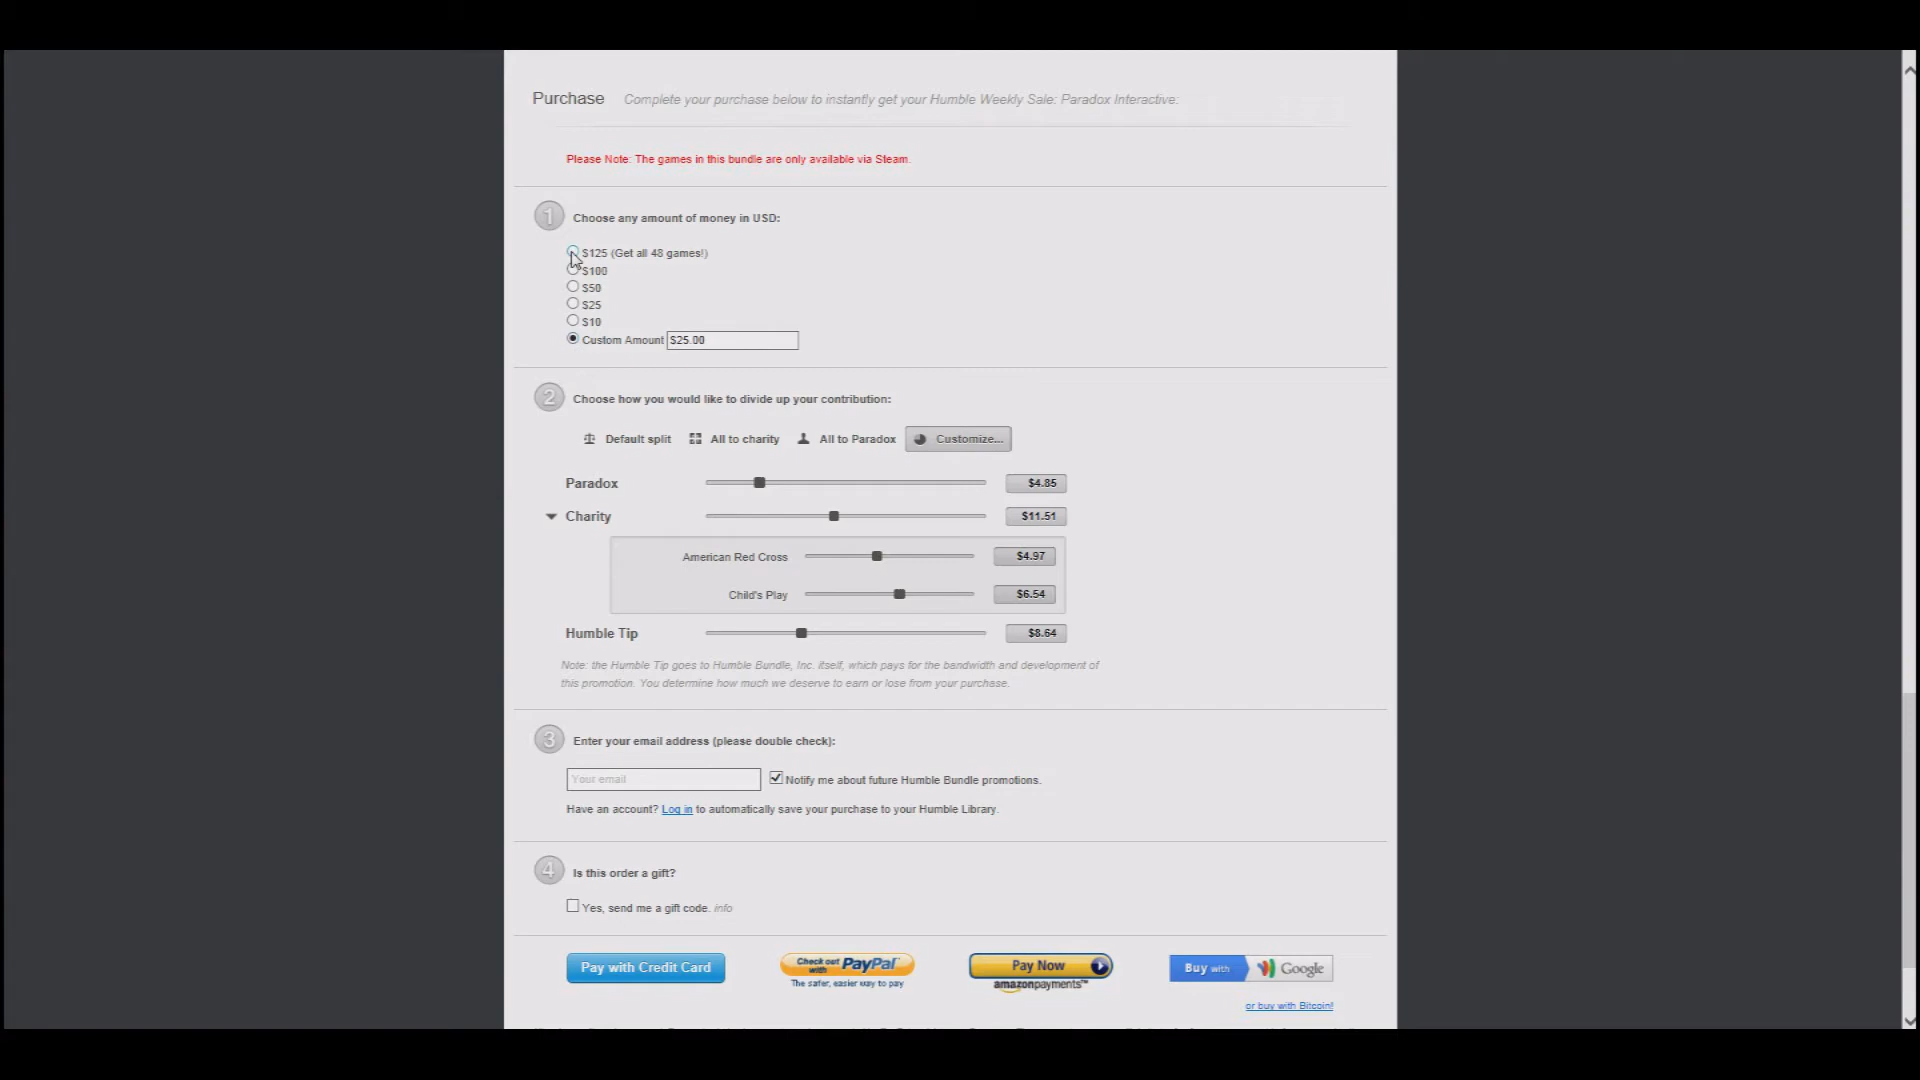 Purchase Complete your purchase below to instantly get your Humble Weekly Sale: Paradox Interactive:
Please Note: The games in this bundle are only available via Steam.
1 Choose any amount of money in USD:
$125 (Get all 48 games!)
$100
$50
$25
$10
Custom Amount $25.00
2 Choose how you would like to divide up your contribution:
Default split All to charity All to Paradox Customize...
Paradox $4.85
Charity $11.51
American Red Cross $4.97
Child's Play $6.54
Humble Tip $8.64
Note: the Humble Tip goes to Humble Bundle, Inc. itself, which pays for the bandwidth and development of
this promotion. You determine how much we deserve to earn or lose from your purchase.
3 Enter your email address (please double check):
Your email Notify me about future Humble Bundle promotions.
Have an account? Log in to automatically save your purchase to your Humble Library.
4 Is this order a gift?
Yes, send me a gift code. info
Pay with Credit Card Check out with PayPal Pay Now Buy with Google
The safer, easier way to pay amazonpayments™
or buy with Bitcoin!